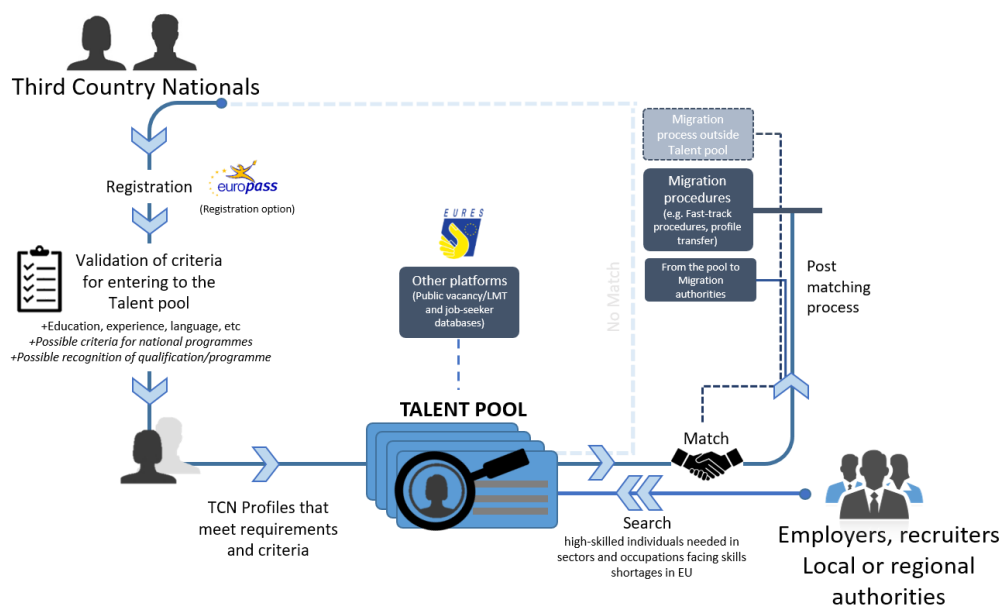 Third Country Nationals
Registration
europass
(Registration option)
Validation of criteria
for entering to the
Talent pool
+Education, experience, language, etc
+Possible criteria for national programmes
+Possible recognition of qualification/programme
TCN Profiles that
meet requirements
and criteria
EURES
Other platforms
(Public vacancy/LMT
and job-seeker
databases)
TALENT POOL
No Match
Migration
process outside
Talent pool
Migration
procedures
(e.g. Fast-track
procedures, profile
transfer)
From the pool to
Migration
authorities
Post
matching
process
Match
Search
high-skilled individuals needed in
sectors and occupations facing skills
shortages in EU
Employers, recruiters
Local or regional
authorities